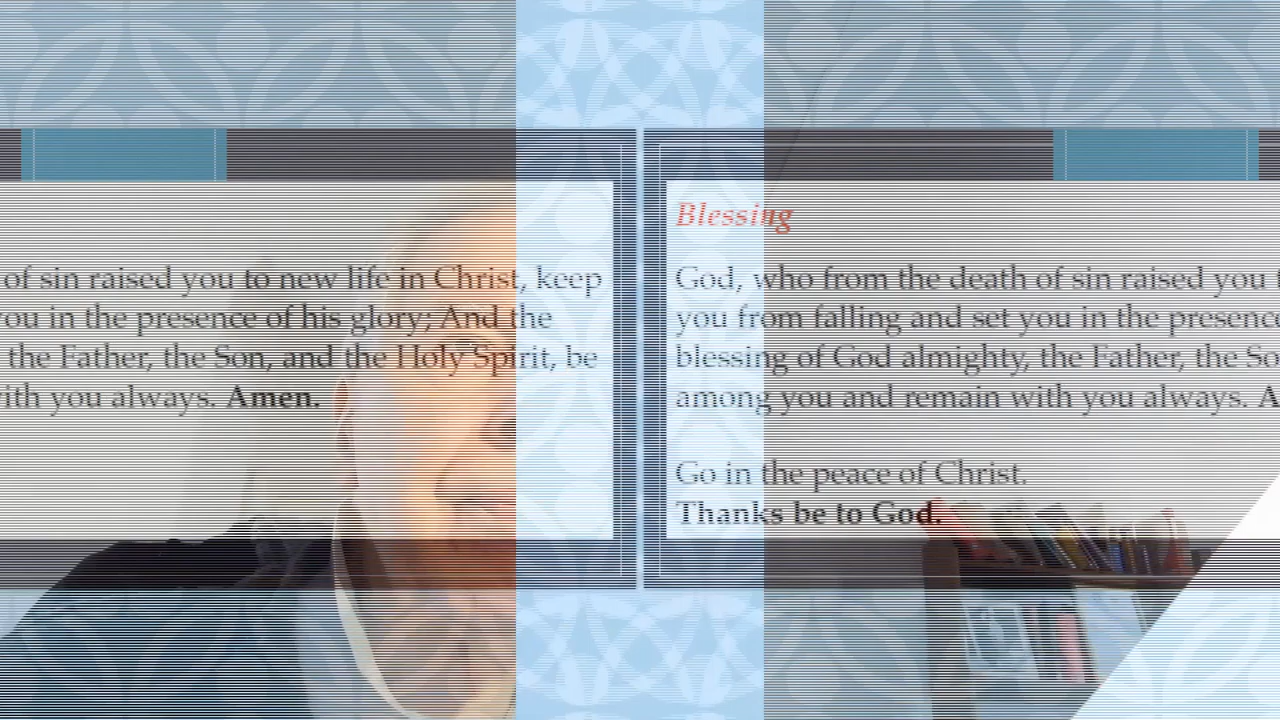 of sin raised you to new life in Christ, keep
you in the presence of his glory; And the
the Father, the Son, and the Holy Spirit, be
with you always. Amen.
Blessing
God, who from the death of sin raised you
you from falling and set you in the presence
blessing of God almighty, the Father, the
among you and remain with you always.
Go in the peace of Christ.
Thanks be to God.